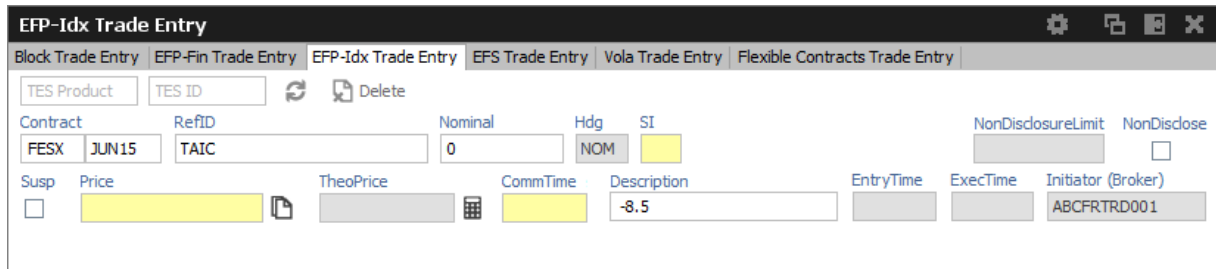 EFP-Idx Trade Entry
Block Trade Entry EFP-Fin Trade Entry EFP-Idx Trade Entry EFS Trade Entry Vola Trade Entry Flexible Contracts Trade Entry
TES Product TES ID Delete
Contract RefID Nominal Hdg SI NonDisclosureLimit NonDisclose
FESX JUN15 TAIC 0 NOM
Susp Price TheoPrice CommTime Description EntryTime ExecTime Initiator (Broker)
-8.5 ABCFRTRD001